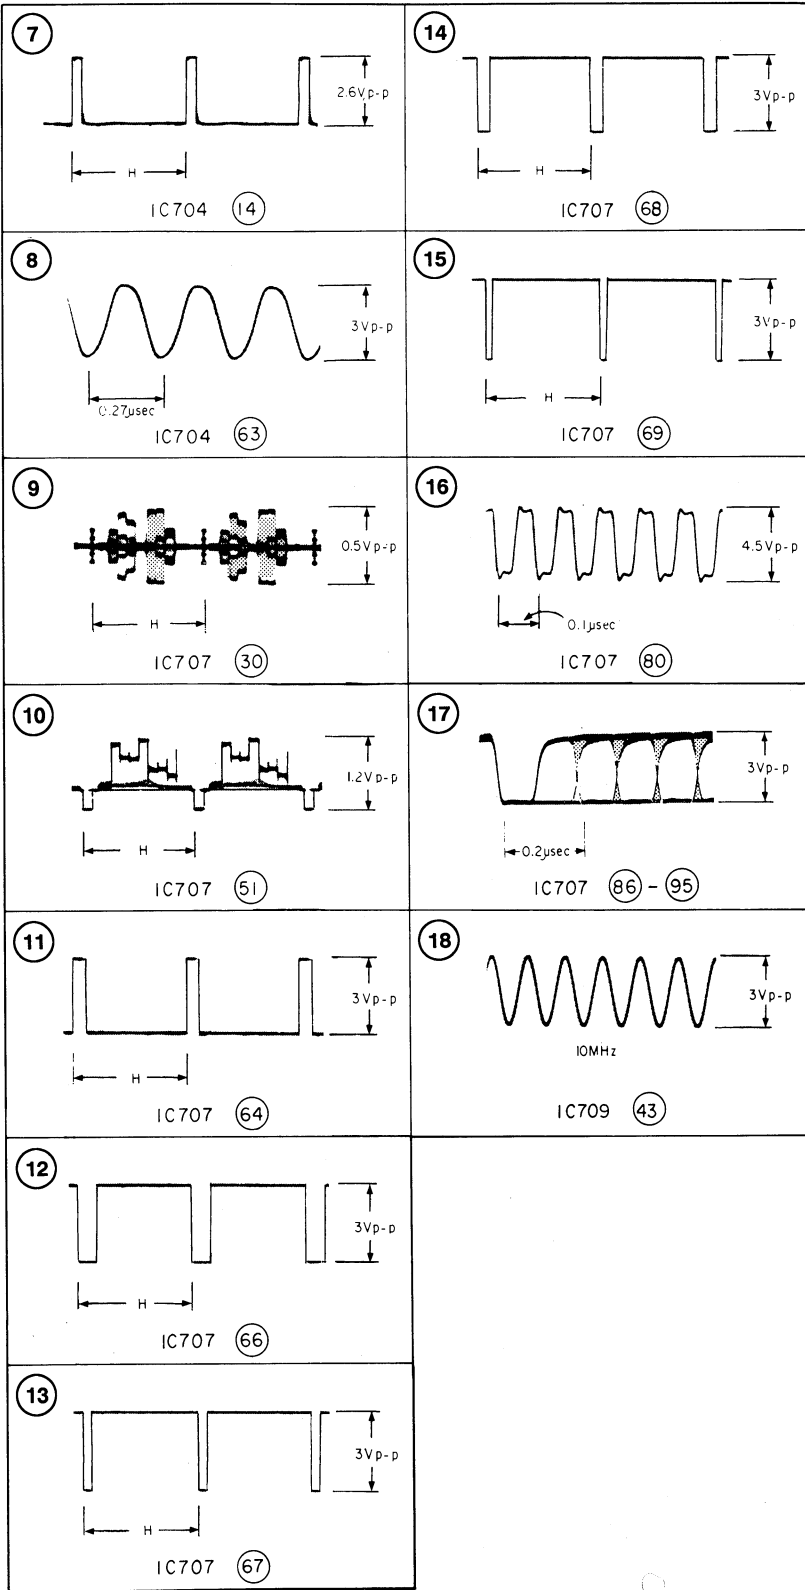 7
2.6Vp-p
H
IC704 14
8
3Vp-p
0.27μsec
IC704 63
9
0.5Vp-p
H
IC707 30
10
1.2Vp-p
H
IC707 51
11
3Vp-p
H
IC707 64
12
3Vp-p
H
IC707 66
13
3Vp-p
H
IC707 67
14
3Vp-p
H
IC707 68
15
3Vp-p
H
IC707 69
16
4.5Vp-p
0.1μsec
IC707 80
17
3Vp-p
0.2μsec
IC707 86 - 95
18
3Vp-p
10MHz
IC709 43